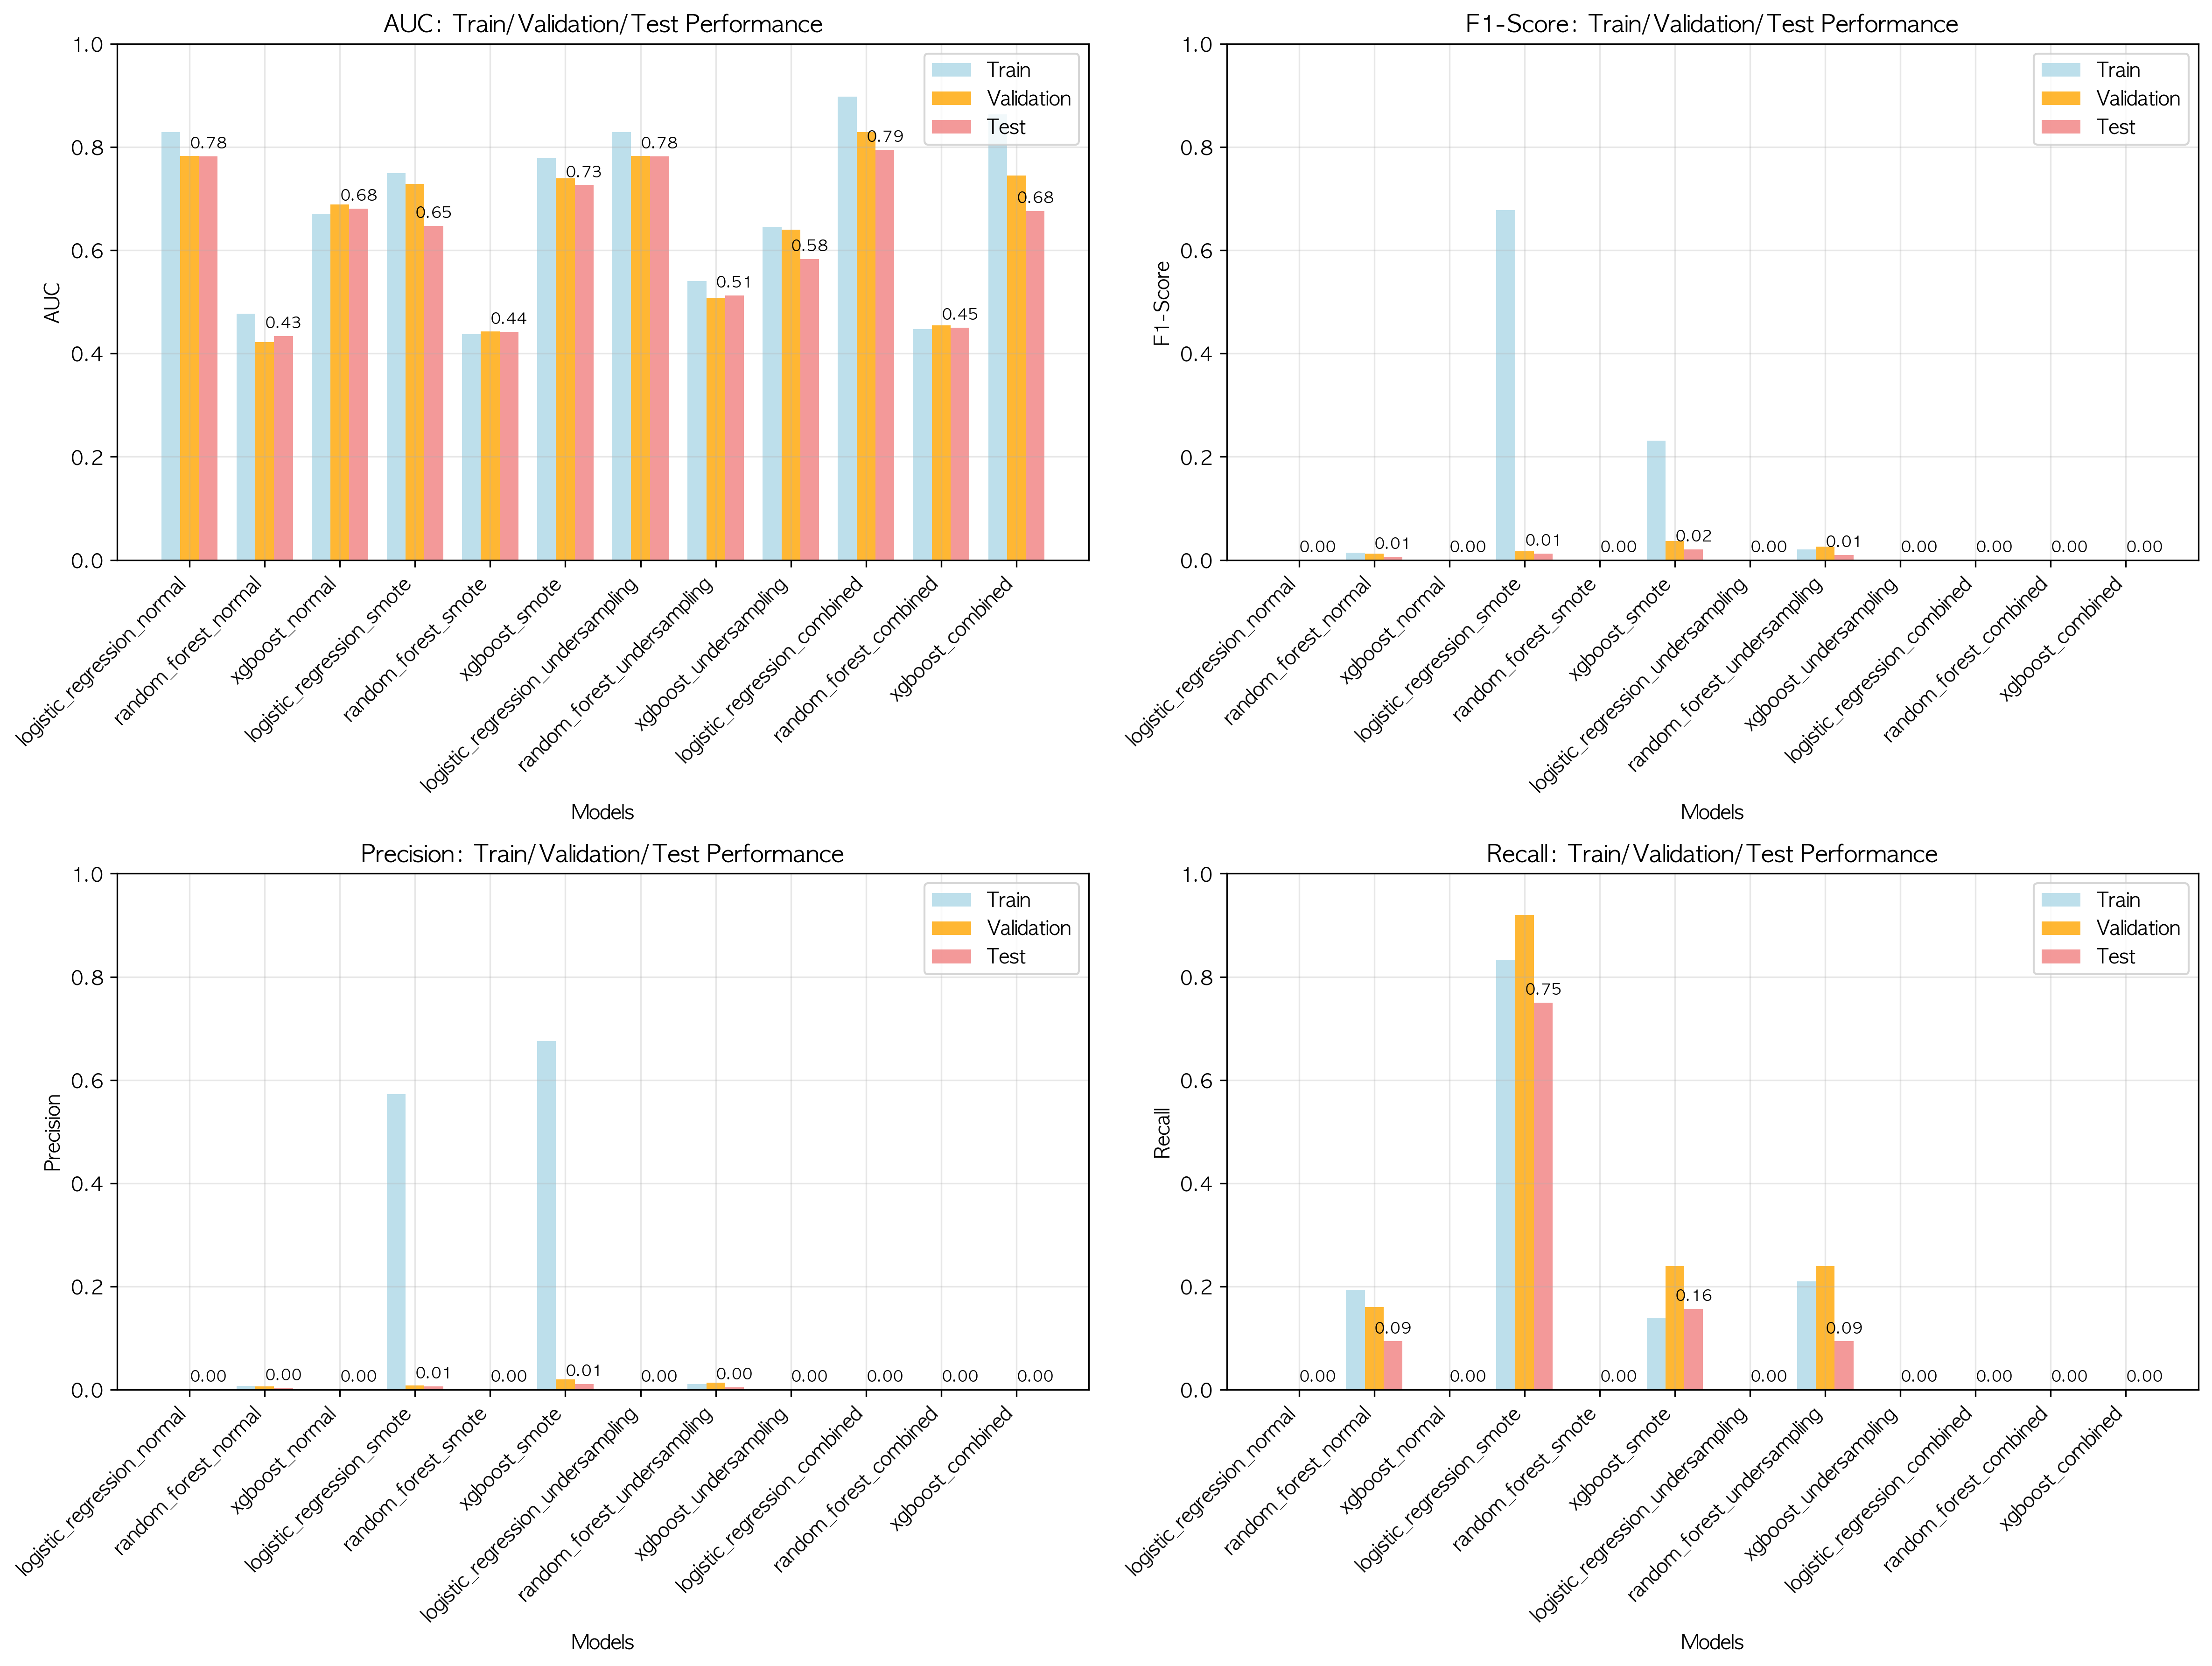 AUC: Train/Validation/Test Performance
Train
Validation
Test
AUC
1.0
0.8
0.6
0.4
0.2
0.0
0.78
0.43
0.68
0.65
0.44
0.73
0.78
0.51
0.58
0.79
0.45
0.68
logistic_regression_normal
random_forest_normal
xgboost_normal
logistic_regression_smote
random_forest_smote
xgboost_smote
logistic_regression_undersampling
random_forest_undersampling
xgboost_undersampling
logistic_regression_combined
random_forest_combined
xgboost_combined
Models
F1-Score: Train/Validation/Test Performance
Train
Validation
Test
F1-Score
1.0
0.8
0.6
0.4
0.2
0.0
0.00
0.01
0.00
0.01
0.00
0.02
0.00
0.01
0.00
0.00
0.00
0.00
logistic_regression_normal
random_forest_normal
xgboost_normal
logistic_regression_smote
random_forest_smote
xgboost_smote
logistic_regression_undersampling
random_forest_undersampling
xgboost_undersampling
logistic_regression_combined
random_forest_combined
xgboost_combined
Models
Precision: Train/Validation/Test Performance
Train
Validation
Test
Precision
1.0
0.8
0.6
0.4
0.2
0.0
0.00
0.00
0.00
0.01
0.00
0.01
0.00
0.00
0.00
0.00
0.00
0.00
logistic_regression_normal
random_forest_normal
xgboost_normal
logistic_regression_smote
random_forest_smote
xgboost_smote
logistic_regression_undersampling
random_forest_undersampling
xgboost_undersampling
logistic_regression_combined
random_forest_combined
xgboost_combined
Models
Recall: Train/Validation/Test Performance
Train
Validation
Test
Recall
1.0
0.8
0.6
0.4
0.2
0.0
0.00
0.09
0.00
0.75
0.00
0.16
0.00
0.09
0.00
0.00
0.00
0.00
logistic_regression_normal
random_forest_normal
xgboost_normal
logistic_regression_smote
random_forest_smote
xgboost_smote
logistic_regression_undersampling
random_forest_undersampling
xgboost_undersampling
logistic_regression_combined
random_forest_combined
xgboost_combined
Models